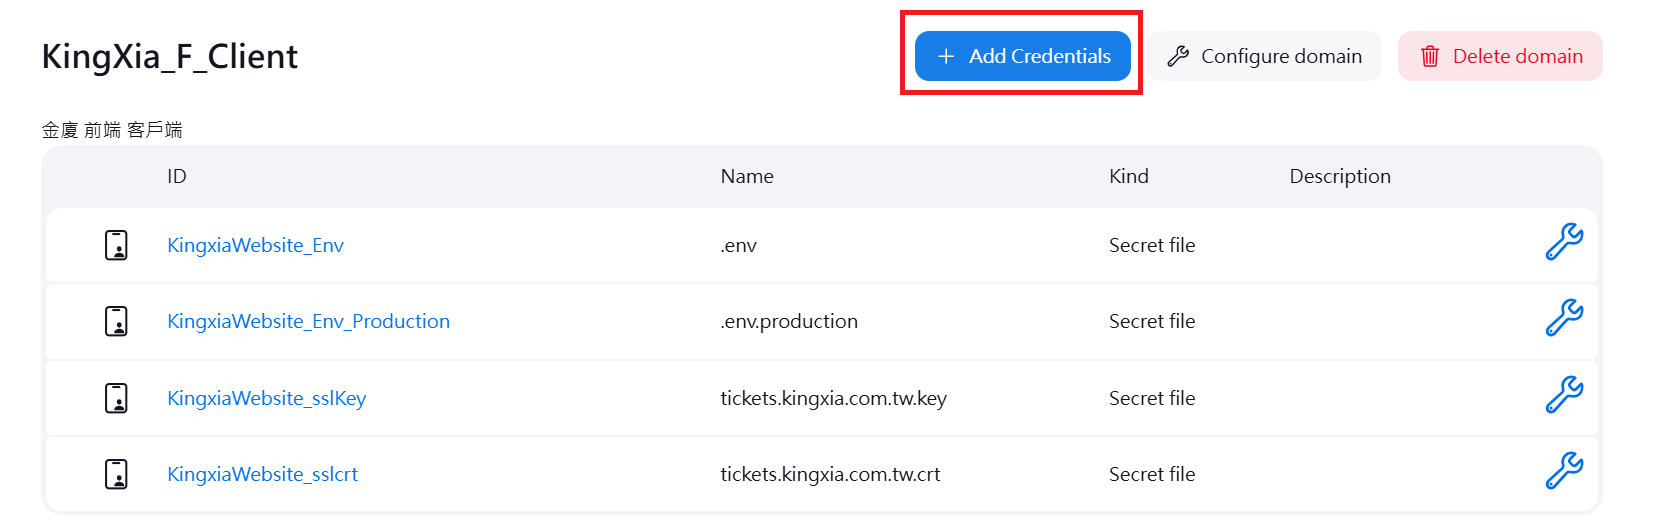 KingXia_F_Client
+ Add Credentials
Configure domain
Delete domain
金廈 前端 客戶端
ID Name Kind Description
KingxiaWebsite_Env .env Secret file
KingxiaWebsite_Env_Production .env.production Secret file
KingxiaWebsite_sslKey tickets.kingxia.com.tw.key Secret file
KingxiaWebsite_sslcrt tickets.kingxia.com.tw.crt Secret file